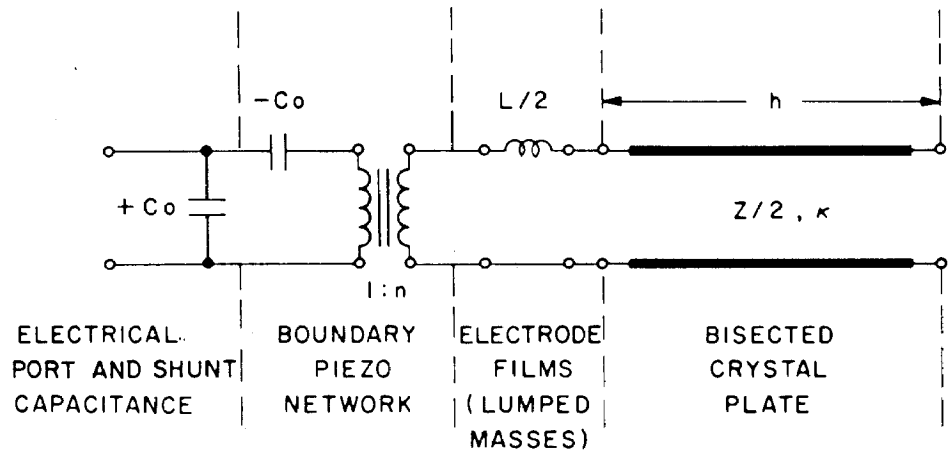 -Co
L/2
h
+Co
Z/2, κ
1:n
ELECTRICAL
PORT AND SHUNT
CAPACITANCE
BOUNDARY
PIEZO
NETWORK
ELECTRODE
FILMS
(LUMPED
MASSES)
BISECTED
CRYSTAL
PLATE